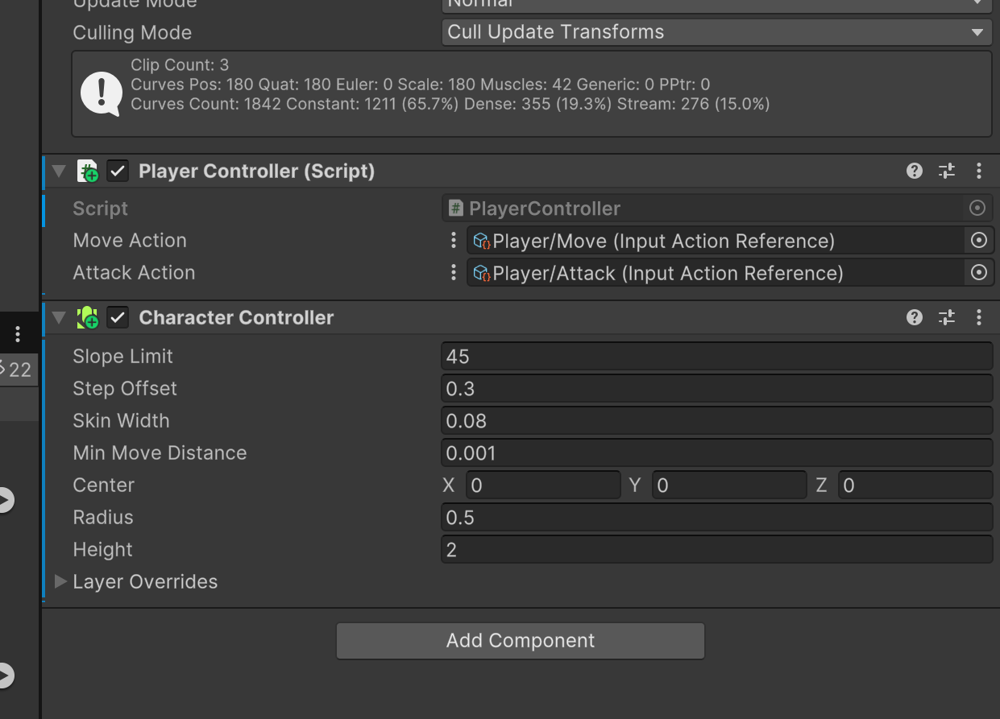 Update Mode Normal
Culling Mode Cull Update Transforms
Clip Count: 3
Curves Pos: 180 Quat: 180 Euler: 0 Scale: 180 Muscles: 42 Generic: 0 PPtr: 0
Curves Count: 1842 Constant: 1211 (65.7%) Dense: 355 (19.3%) Stream: 276 (15.0%)
Player Controller (Script)
Script # PlayerController
Move Action Player/Move (Input Action Reference)
Attack Action Player/Attack (Input Action Reference)
Character Controller
22
Slope Limit 45
Step Offset 0.3
Skin Width 0.08
Min Move Distance 0.001
Center X 0 Y 0 Z 0
Radius 0.5
Height 2
Layer Overrides
Add Component